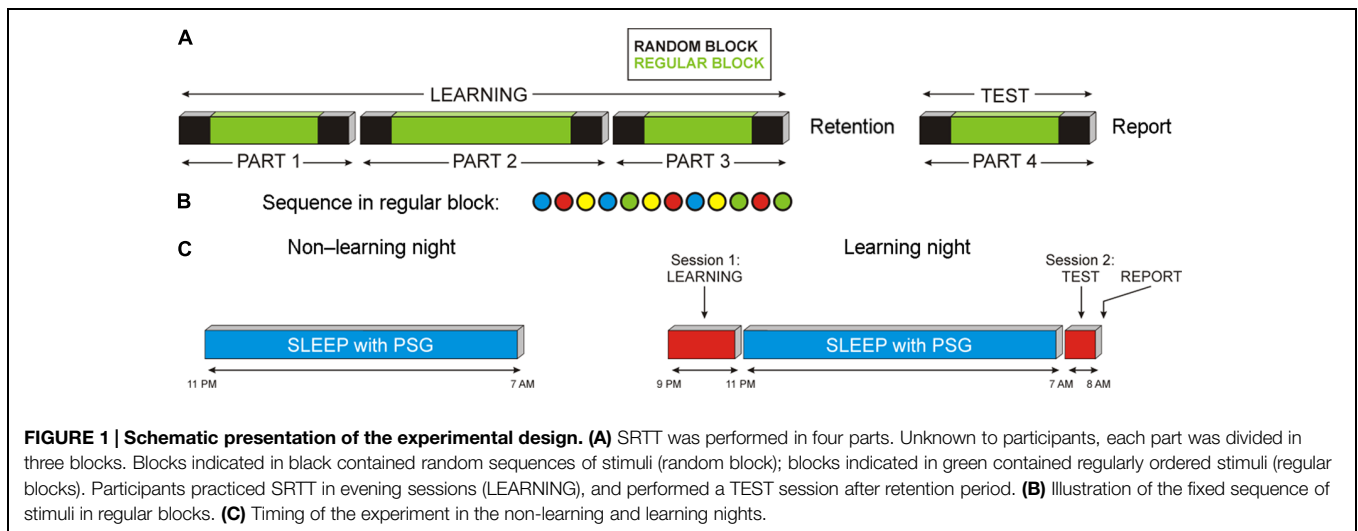 A
RANDOM BLOCK
REGULAR BLOCK
LEARNING
TEST
Retention
Report
PART 1
PART 2
PART 3
PART 4
B
Sequence in regular block:
C
Non–learning night
Learning night
Session 1:
LEARNING
Session 2:
TEST
REPORT
SLEEP with PSG
SLEEP with PSG
11 PM
7 AM
9 PM
11 PM
7 AM
8 AM
FIGURE 1 | Schematic presentation of the experimental design. (A) SRTT was performed in four parts. Unknown to participants, each part was divided in
three blocks. Blocks indicated in black contained random sequences of stimuli (random block); blocks indicated in green contained regularly ordered stimuli (regular
blocks). Participants practiced SRTT in evening sessions (LEARNING), and performed a TEST session after retention period. (B) Illustration of the fixed sequence of
stimuli in regular blocks. (C) Timing of the experiment in the non-learning and learning nights.